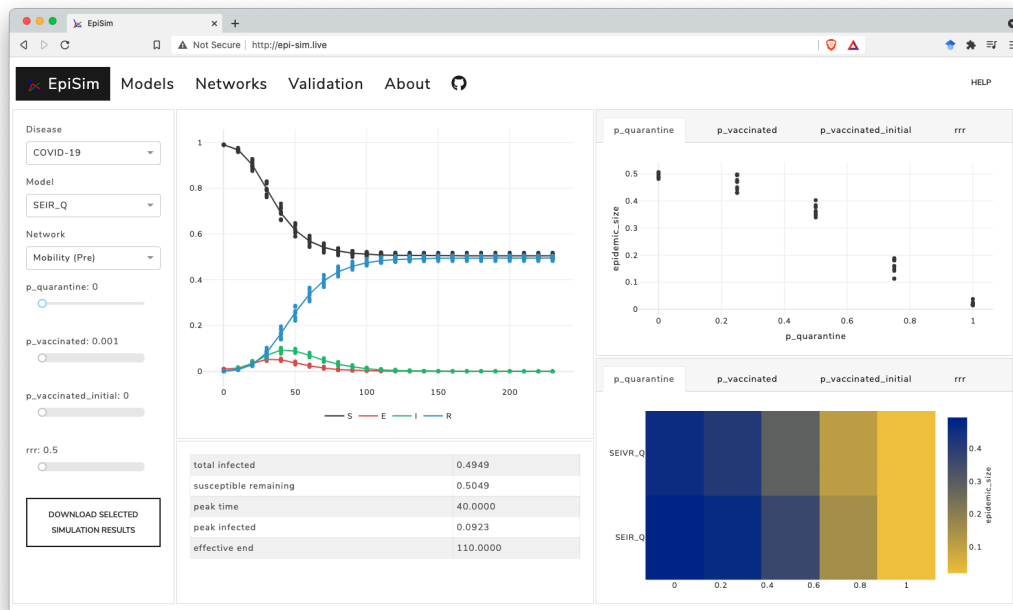 EpiSim
Not Secure http://epi-sim.live
EpiSim Models Networks Validation About HELP
Disease
COVID-19
Model
SEIR_Q
Network
Mobility (Pre)
p_quarantine: 0
p_vaccinated: 0.001
p_vaccinated_initial: 0
rrr: 0.5
DOWNLOAD SELECTED
SIMULATION RESULTS
1
0.8
0.6
0.4
0.2
0
0 50 100 150 200
S E I R
total infected 0.4949
susceptible remaining 0.5049
peak time 40.0000
peak infected 0.0923
effective end 110.0000
p_quarantine p_vaccinated p_vaccinated_initial rrr
epidemic_size
0.5
0.4
0.3
0.2
0.1
0
0 0.2 0.4 0.6 0.8 1
p_quarantine
p_quarantine p_vaccinated p_vaccinated_initial rrr
SEIVR_Q
SEIR_Q
0 0.2 0.4 0.6 0.8 1
0.4
0.3
0.2
0.1
epidemic_size